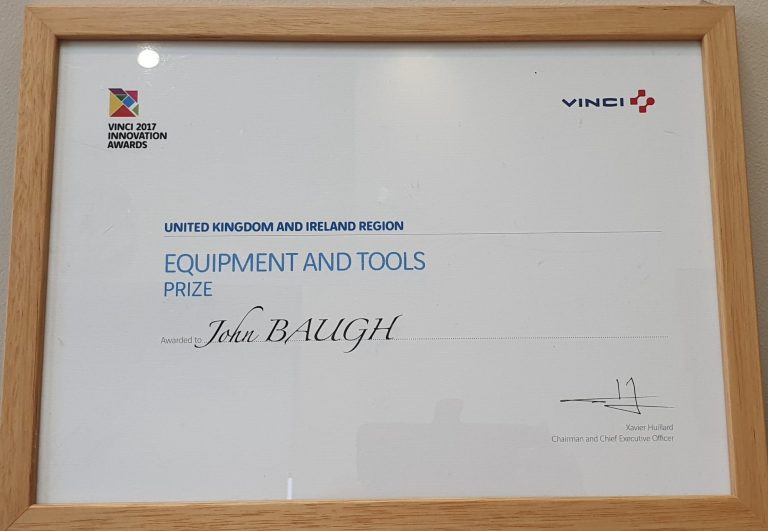 VINCI 2017
INNOVATION
AWARDS
VINCI
UNITED KINGDOM AND IRELAND REGION
EQUIPMENT AND TOOLS
PRIZE
Awarded to John BAUGH
Xavier Huillard
Chairman and Chief Executive Officer